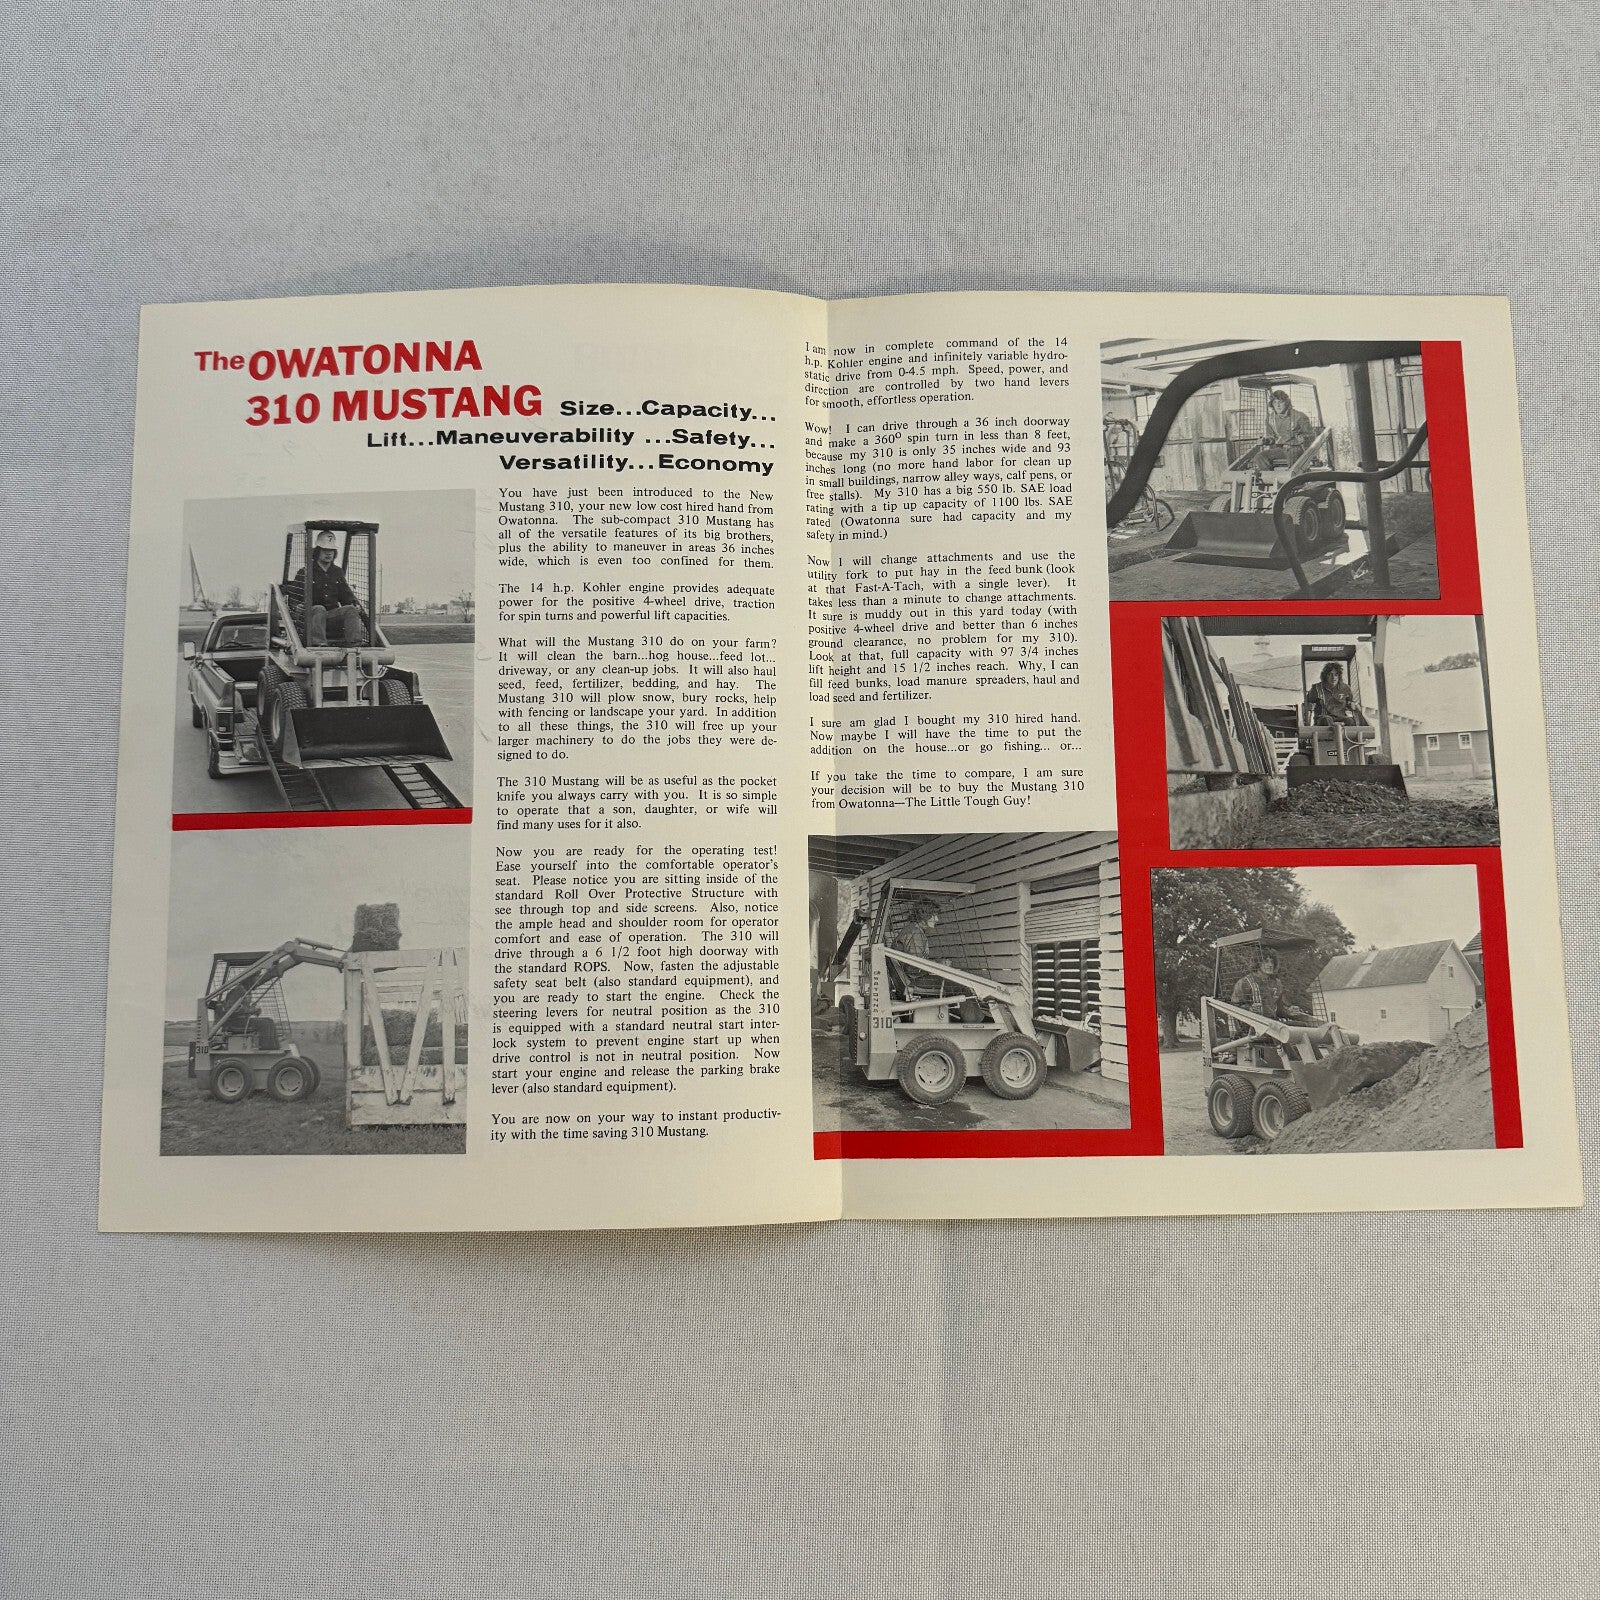 The OWATONNA
310 MUSTANG Size...Capacity...
Lift...Maneuverability ...Safety...
Versatility...Economy
You have just been introduced to the New
Mustang 310, your new low cost hired hand from
Owatonna. The sub-compact 310 Mustang has
all of the versatile features of its big brothers,
plus the ability to maneuver in areas 36 inches
wide, which is even too confined for them.
The 14 h.p. Kohler engine provides adequate
power for the positive 4-wheel drive, traction
for spin turns and powerful lift capacities.
What will the Mustang 310 do on your farm?
It will clean the barn...hog house...feed lot...
driveway, or any clean-up jobs. It will also haul
seed, feed, fertilizer, bedding, and hay. The
Mustang 310 will plow snow, bury rocks, help
with fencing or landscape your yard. In addition
to all these things, the 310 will free up your
larger machinery to do the jobs they were de-
signed to do.
The 310 Mustang will be as useful as the pocket
knife you always carry with you. It is so simple
to operate that a son, daughter, or wife will
find many uses for it also.
Now you are ready for the operating test!
Ease yourself into the comfortable operator's
seat. Please notice you are sitting inside of the
standard Roll Over Protective Structure with
see through top and side screens. Also, notice
the ample head and shoulder room for operator
comfort and ease of operation. The 310 will
drive through a 6 1/2 foot high doorway with
the standard ROPS. Now, fasten the adjustable
safety seat belt (also standard equipment), and
you are ready to start the engine. Check the
steering levers for neutral position as the 310
is equipped with a standard neutral start inter-
lock system to prevent engine start up when
drive control is not in neutral position. Now
start your engine and release the parking brake
lever (also standard equipment).
You are now on your way to instant productiv-
ity with the time saving 310 Mustang.
I am now in complete command of the 14
h.p. Kohler engine and infinitely variable hydro-
static drive from 0-4.5 mph. Speed, power, and
direction are controlled by two hand levers
for smooth, effortless operation.
Wow! I can drive through a 36 inch doorway
and make a 360° spin turn in less than 8 feet,
because my 310 is only 35 inches wide and 93
inches long (no more hand labor for clean up
in small buildings, narrow alley ways, calf pens, or
free stalls). My 310 has a big 550 lb. SAE load
rating with a tip up capacity of 1100 lbs. SAE
rated (Owatonna sure had capacity and my
safety in mind.)
Now I will change attachments and use the
utility fork to put hay in the feed bunk (look
at that Fast-A-Tach, with a single lever). It
takes less than a minute to change attachments.
It sure is muddy out in this yard today (with
positive 4-wheel drive and better than 6 inches
ground clearance, no problem for my 310).
Look at that, full capacity with 97 3/4 inches
lift height and 15 1/2 inches reach. Why, I can
fill feed bunks, load manure spreaders, haul and
load seed and fertilizer.
I sure am glad I bought my 310 hired hand.
Now maybe I will have the time to put the
addition on the house...or go fishing... or...
If you take the time to compare, I am sure
your decision will be to buy the Mustang 310
from Owatonna—The Little Tough Guy!
310
310